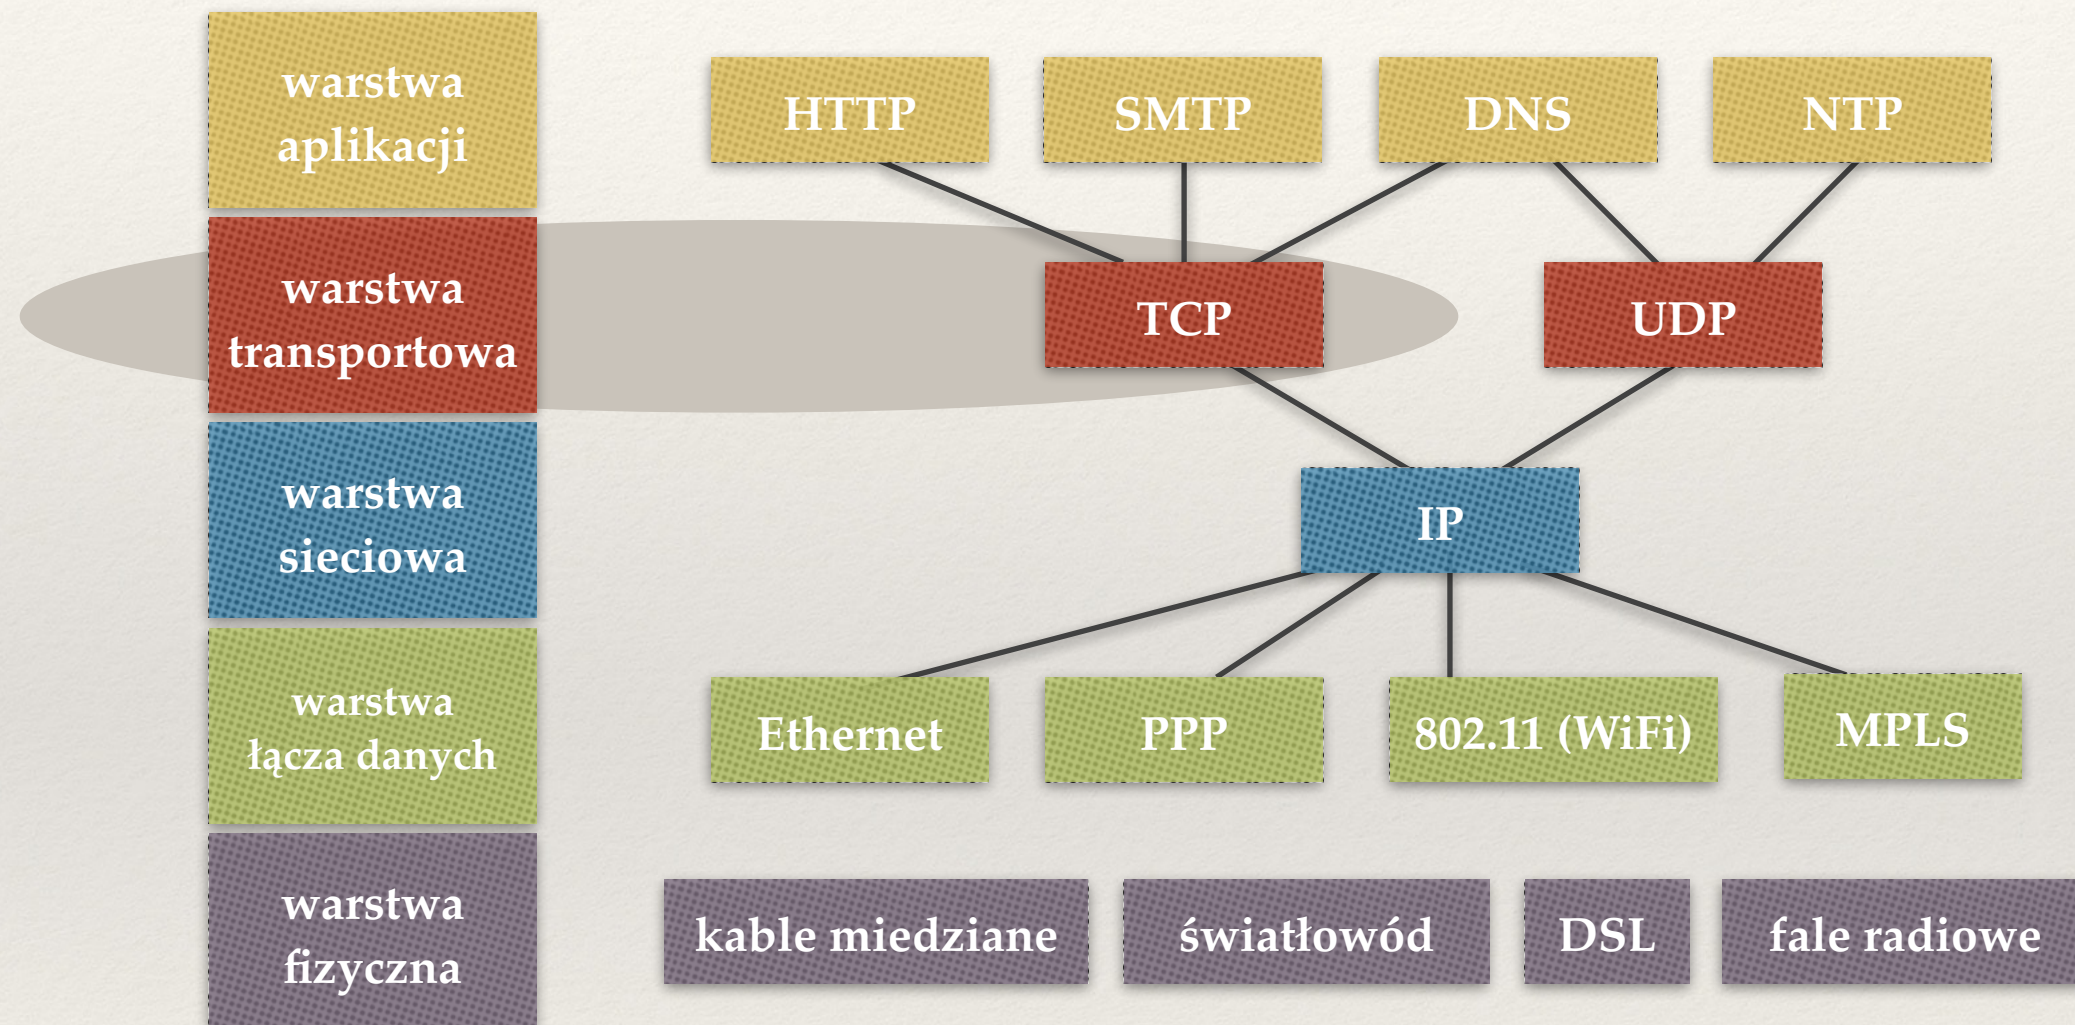 warstwa
aplikacji
HTTP
SMTP
DNS
NTP
warstwa
transportowa
TCP
UDP
warstwa
sieciowa
IP
warstwa
łącza danych
Ethernet
PPP
802.11 (WiFi)
MPLS
warstwa
fizyczna
kable miedziane
światłowód
DSL
fale radiowe